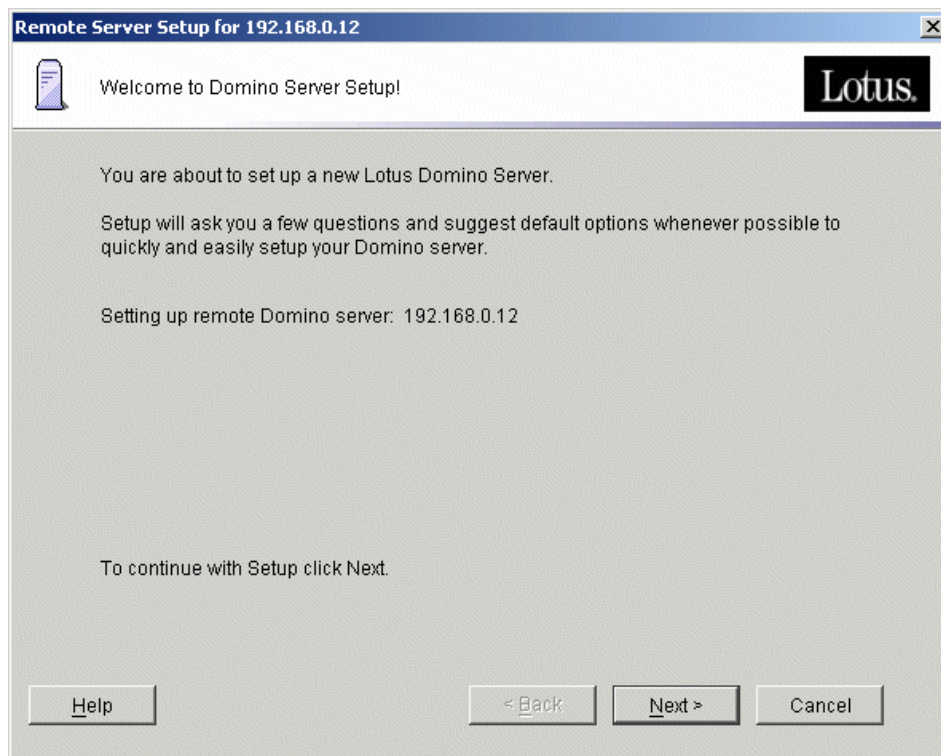 Remote Server Setup for 192.168.0.12
Welcome to Domino Server Setup!
Lotus.
You are about to set up a new Lotus Domino Server.
Setup will ask you a few questions and suggest default options whenever possible to
quickly and easily setup your Domino server.
Setting up remote Domino server: 192.168.0.12
To continue with Setup click Next.
Help
< Back
Next >
Cancel